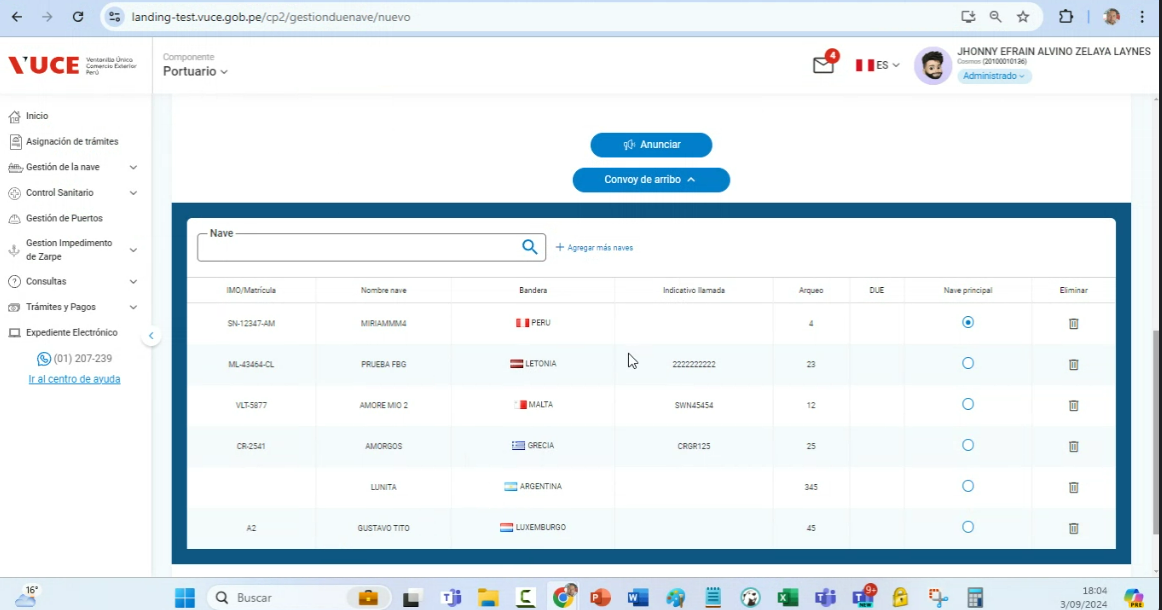 landing-test.vuce.gob.pe/cp2/gestionduenave/nuevo
VUCE
Ventanilla Única
Comercio Exterior
Perú
Componente
Portuario
4
ES
JHONNY EFRAIN ALVINO ZELAYA LAYNES
Cosmos (20100010136)
Administrado
Inicio
Asignación de trámites
Gestión de la nave
Control Sanitario
Gestión de Puertos
Gestion Impedimento
de Zarpe
Consultas
Trámites y Pagos
Expediente Electrónico
(01) 207-239
Ir al centro de ayuda
Anunciar
Convoy de arribo
Nave
+ Agregar más naves
IMO/Matrícula Nombre nave Bandera Indicativo llamada Arqueo DUE Nave principal Eliminar
SN-12347-AM MIRIAMMM4 PERU 4
ML-43464-CL PRUEBA FBG LETONIA 2222222222 23
VLT-5877 AMORE MIO 2 MALTA SWN45454 12
CR-2541 AMORGOS GRECIA CRGR125 25
LUNITA ARGENTINA 345
A2 GUSTAVO TITO LUXEMBURGO 45
16°
Buscar
9+
NEW
18:04
3/09/2024
PRE